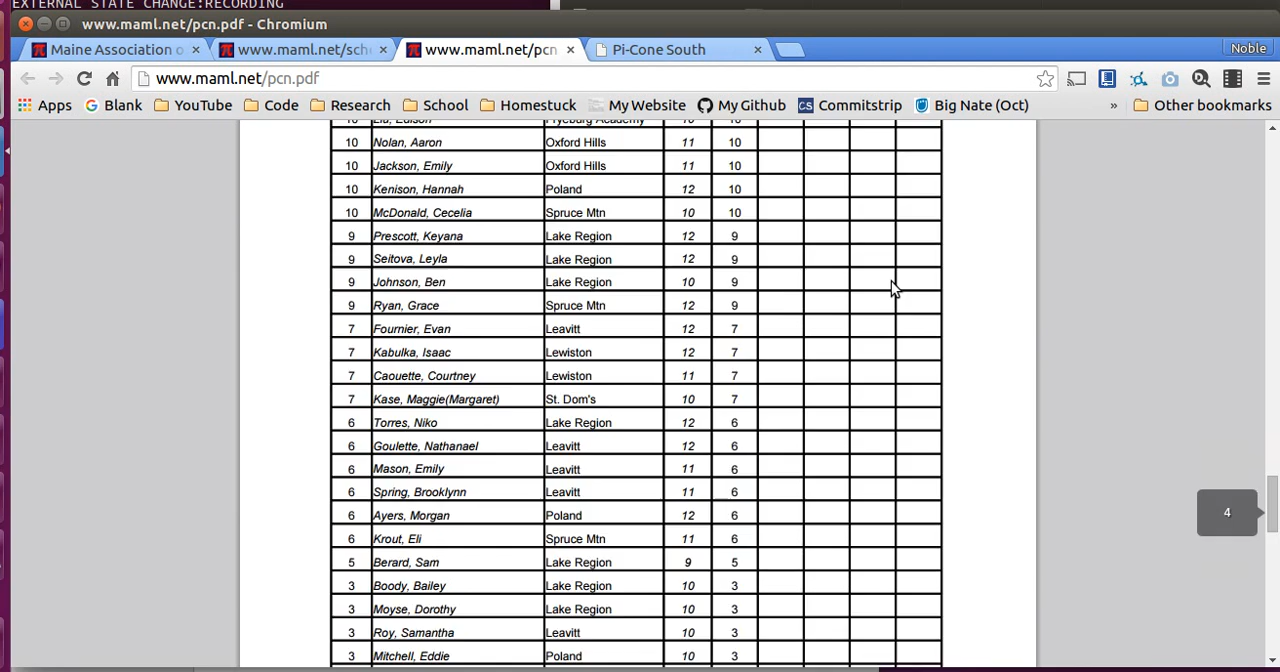 EXTERNAL STATE CHANGE:RECORDING
www.maml.net/pcn.pdf - Chromium
Maine Association o × www.maml.net/sch × www.maml.net/pcn × Pi-Cone South × Noble
www.maml.net/pcn.pdf
Apps Blank YouTube Code Research School Homestuck My Website My Github CS Commitstrip Big Nate (Oct) » Other bookmarks
10 Liu, Edison Fryeburg Academy 10 10
10 Nolan, Aaron Oxford Hills 11 10
10 Jackson, Emily Oxford Hills 11 10
10 Kenison, Hannah Poland 12 10
10 McDonald, Cecelia Spruce Mtn 10 10
9 Prescott, Keyana Lake Region 12 9
9 Seitova, Leyla Lake Region 12 9
9 Johnson, Ben Lake Region 10 9
9 Ryan, Grace Spruce Mtn 12 9
7 Fournier, Evan Leavitt 12 7
7 Kabulka, Isaac Lewiston 12 7
7 Caouette, Courtney Lewiston 11 7
7 Kase, Maggie(Margaret) St. Dom's 10 7
6 Torres, Niko Lake Region 12 6
6 Goulette, Nathanael Leavitt 12 6
6 Mason, Emily Leavitt 11 6
6 Spring, Brooklynn Leavitt 11 6
6 Ayers, Morgan Poland 12 6
6 Krout, Eli Spruce Mtn 11 6
5 Berard, Sam Lake Region 9 5
3 Boody, Bailey Lake Region 10 3
3 Moyse, Dorothy Lake Region 10 3
3 Roy, Samantha Leavitt 10 3
3 Mitchell, Eddie Poland 10 3
4